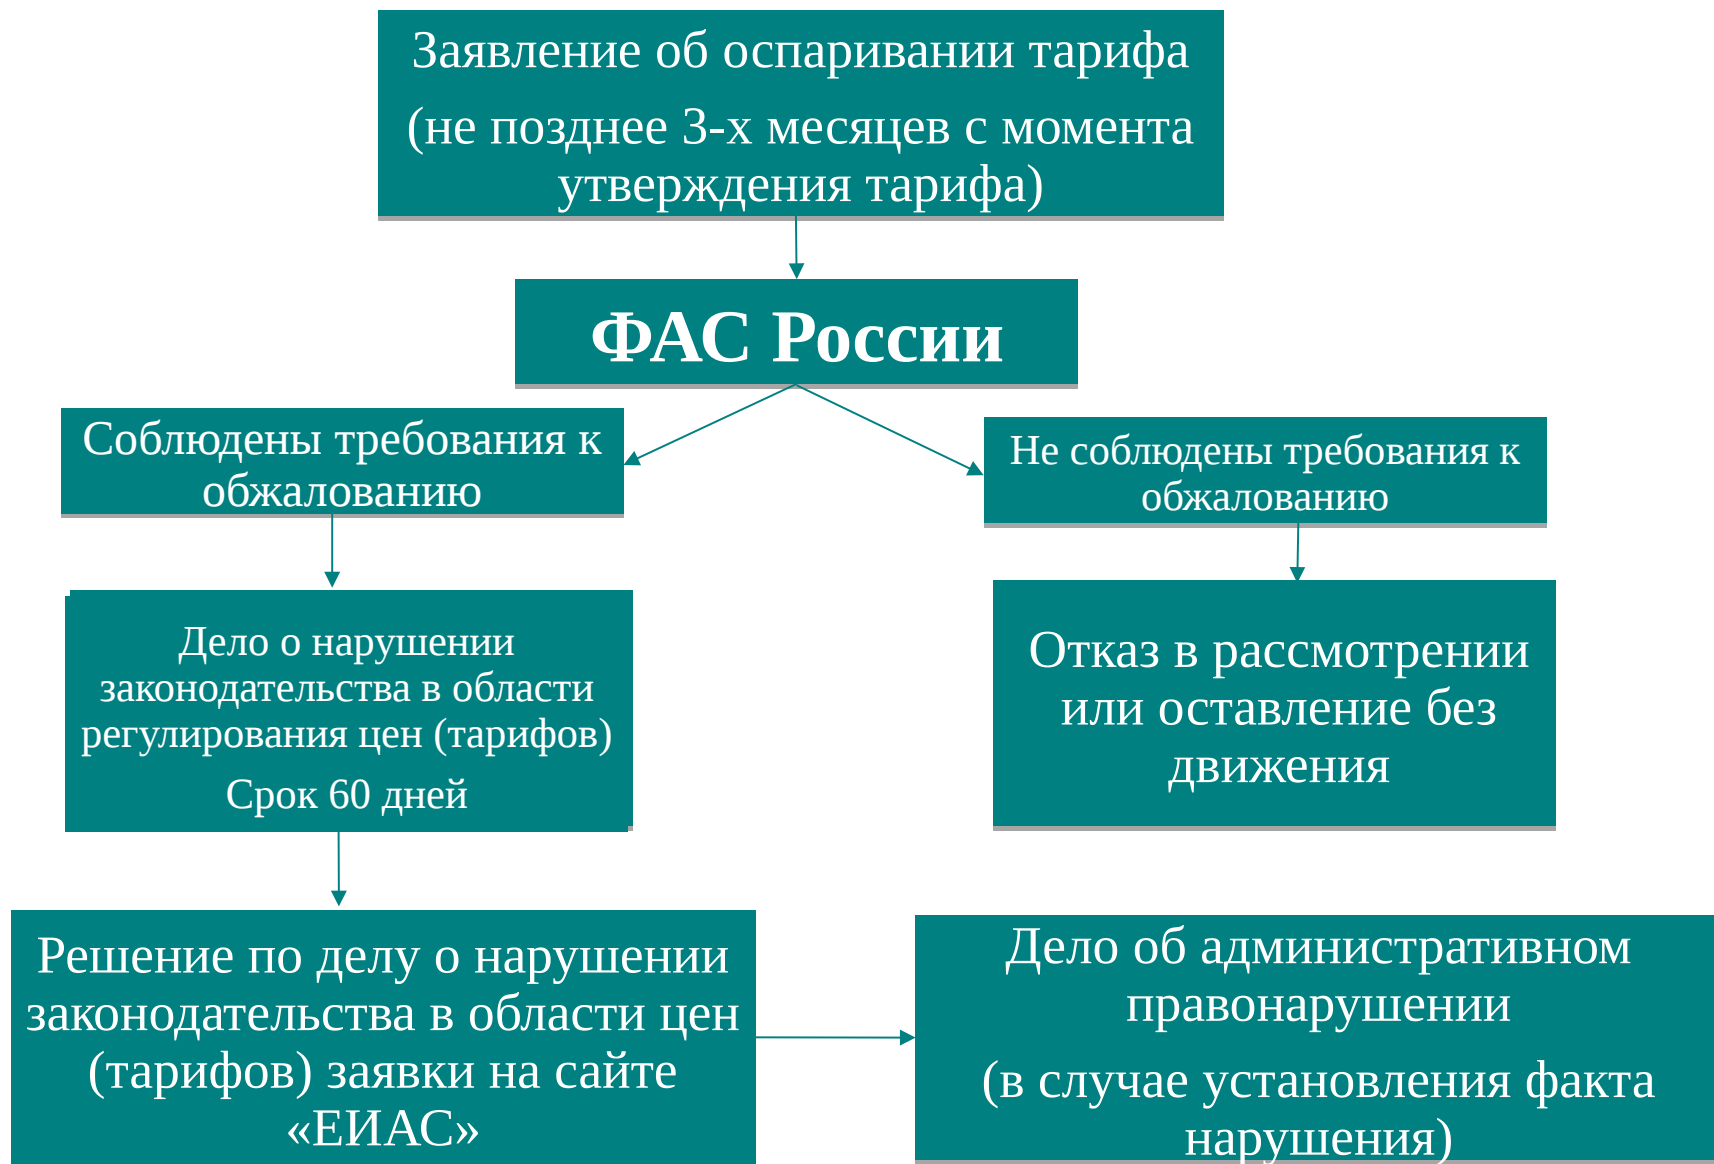 Заявление об оспаривании тарифа
(не позднее 3-х месяцев с момента
утверждения тарифа)
ФАС России
Соблюдены требования к
обжалованию
Не соблюдены требования к
обжалованию
Дело о нарушении
законодательства в области
регулирования цен (тарифов)
Срок 60 дней
Отказ в рассмотрении
или оставление без
движения
Решение по делу о нарушении
законодательства в области цен
(тарифов) заявки на сайте
«ЕИАС»
Дело об административном
правонарушении
(в случае установления факта
нарушения)